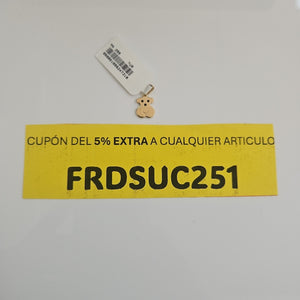 CUPÓN DEL 5% EXTRA A CUALQUIER ARTICULO
FRDSUC251